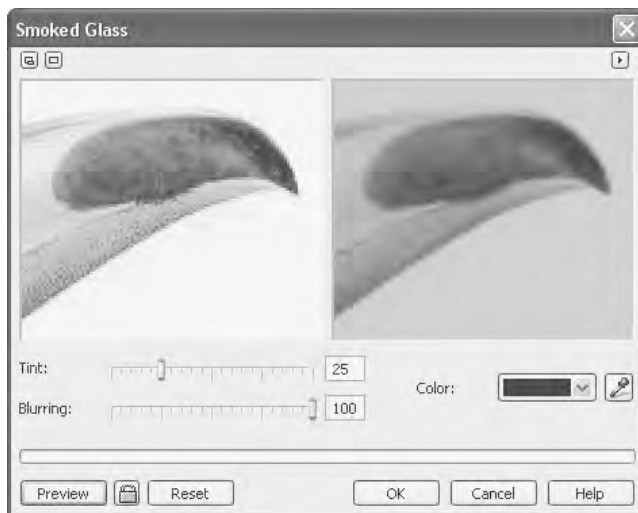 Smoked Glass
Tint:
25
Color:
Blurring:
100
Preview
Reset
OK
Cancel
Help